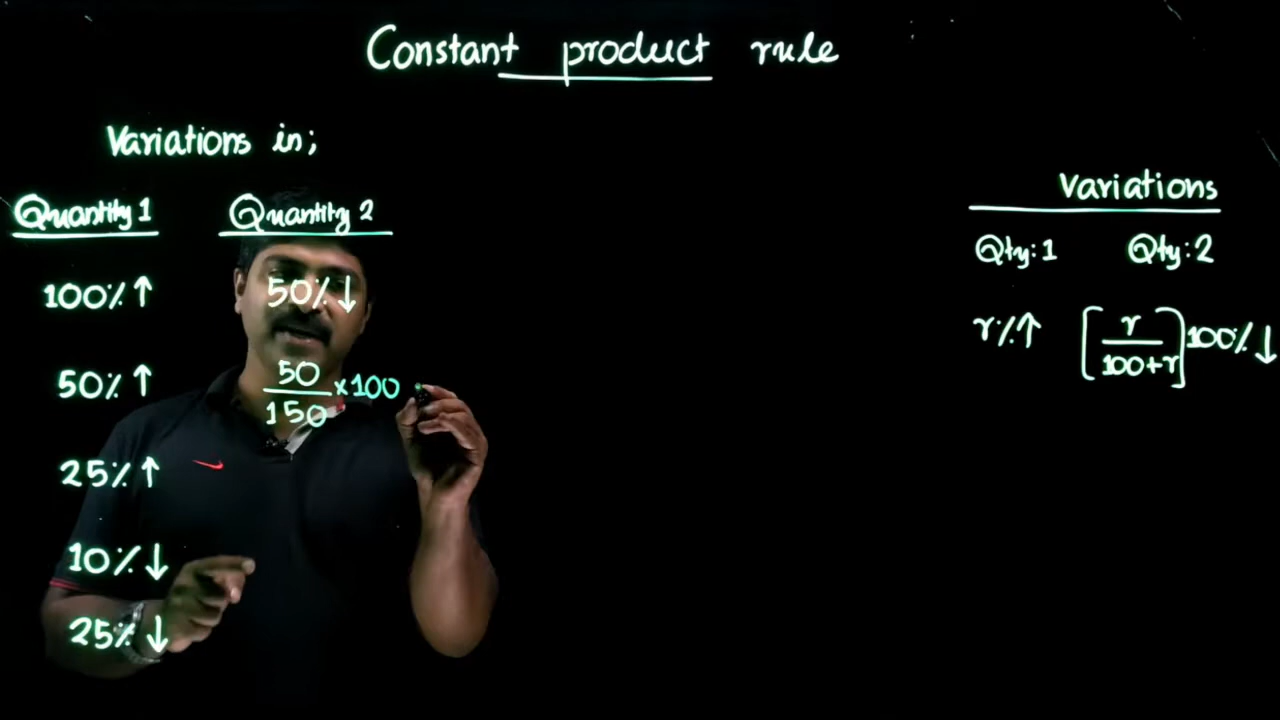 Constant product rule
Variations in;
Quantity 1 Quantity 2
100% ↑ 50% ↓
50% ↑ 50/150 × 100
25% ↑
10% ↓
25% ↓
Variations
Qty:1 Qty:2
r% ↑ [r/100+r] 100% ↓